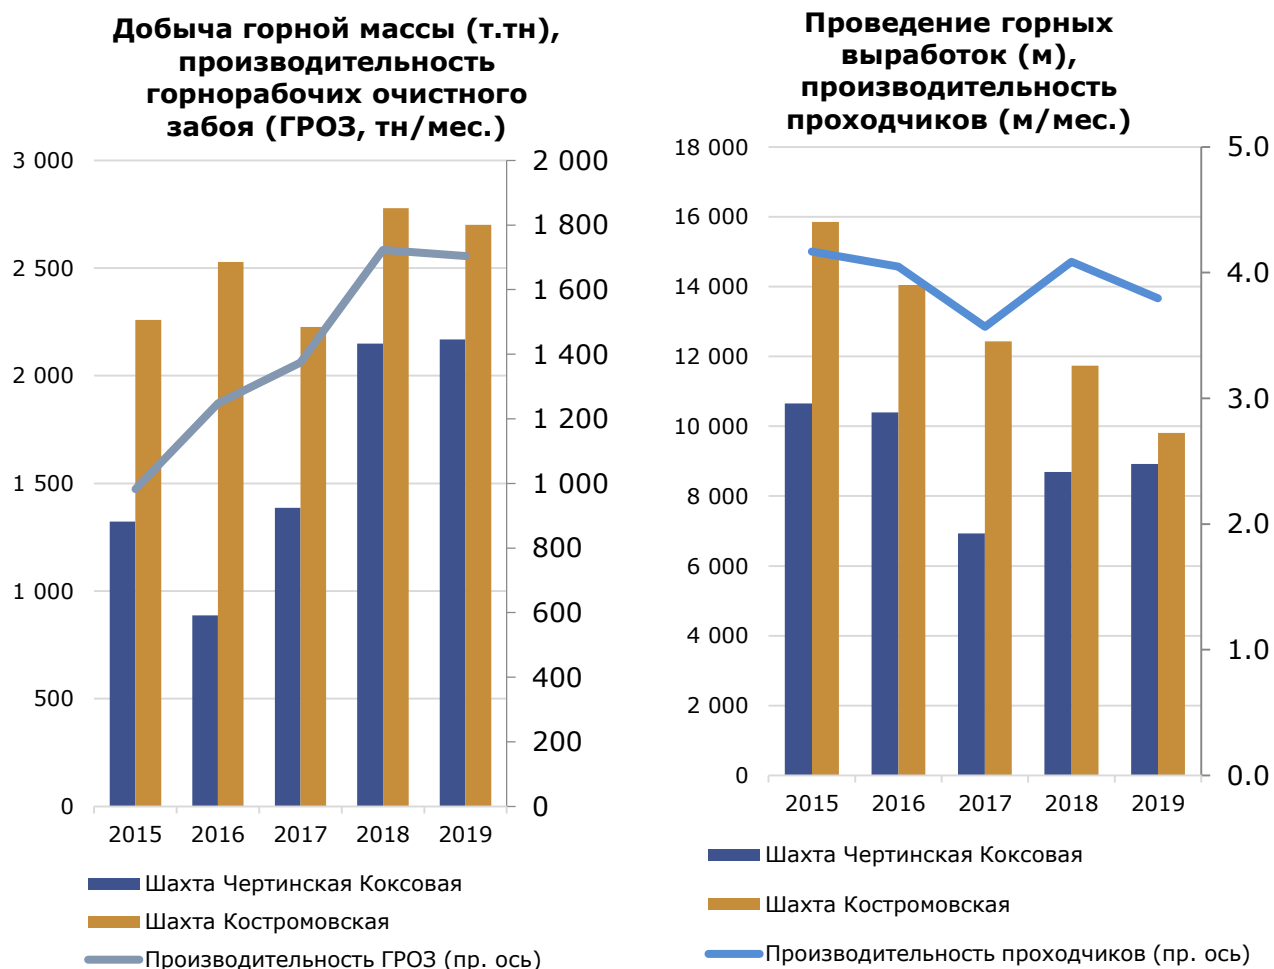 Добыча горной массы (т.тн),
производительность
горнорабочих очистного
забоя (ГРОЗ, тн/мес.)
3 000
2 500
2 000
1 500
1 000
500
0
2 000
1 800
1 600
1 400
1 200
1 000
800
600
400
200
0
2015 2016 2017 2018 2019
Шахта Чертинская Коксовая
Шахта Костромовская
Производительность ГРОЗ (пр. ось)
Проведение горных
выработок (м),
производительность
проходчиков (м/мес.)
18 000
16 000
14 000
12 000
10 000
8 000
6 000
4 000
2 000
0
5.0
4.0
3.0
2.0
1.0
0.0
2015 2016 2017 2018 2019
Шахта Чертинская Коксовая
Шахта Костромовская
Производительность проходчиков (пр. ось)